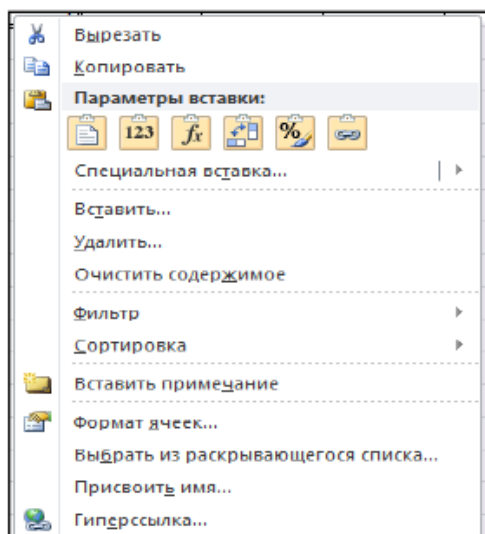 Вырезать
Копировать
Параметры вставки:
123 fx %
Специальная вставка...
Вставить...
Удалить...
Очистить содержимое
Фильтр
Сортировка
Вставить примечание
Формат ячеек...
Выбрать из раскрывающегося списка...
Присвоить имя...
Гиперссылка...